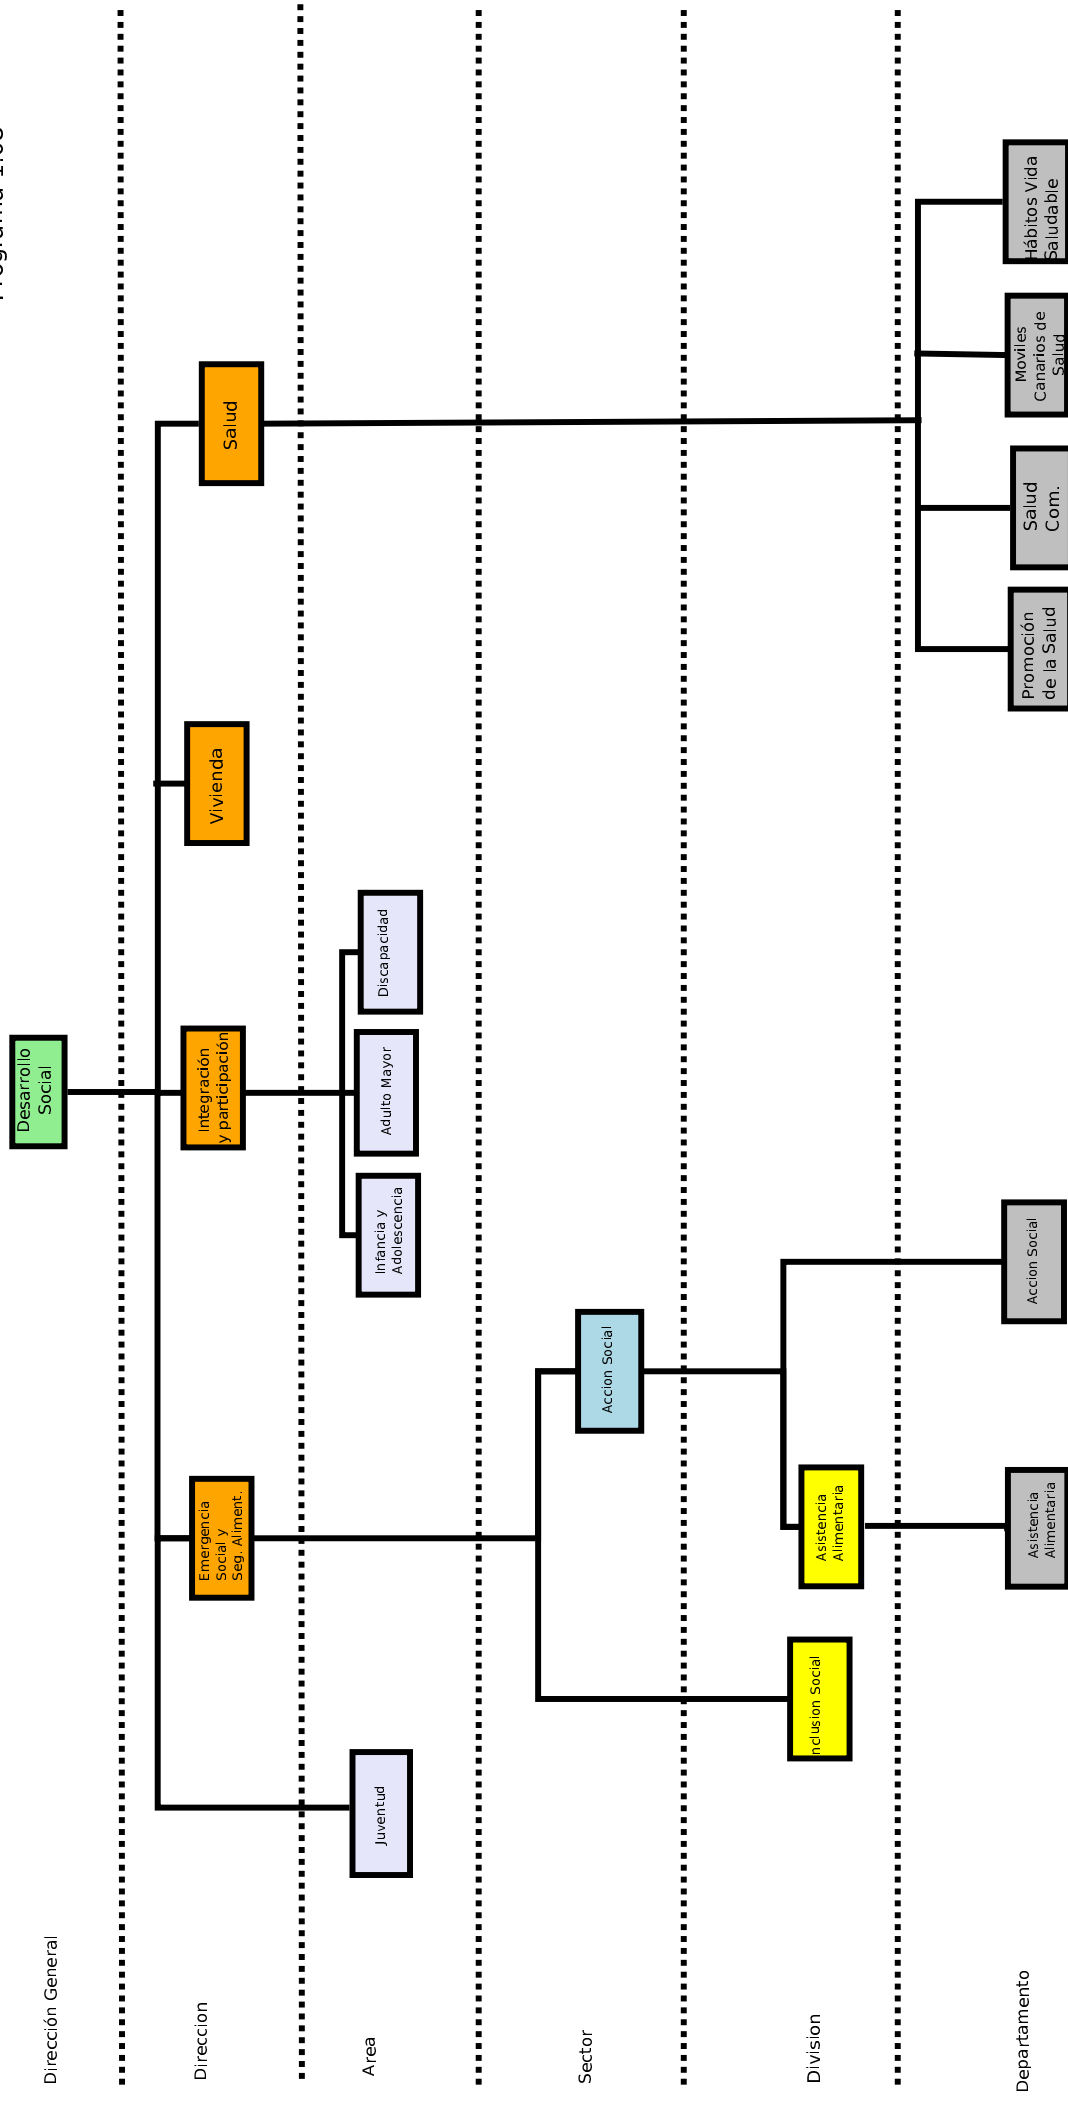 Dirección General
Desarrollo
Social
Direccion
Emergencia
Social y
Seg. Aliment.
Integración
y participación
Vivienda
Salud
Area
Juventud
Infancia y
Adolescencia
Adulto Mayor
Discapacidad
Sector
Accion Social
Division
nclusion Social
Asistencia
Alimentaria
Departamento
Asistencia
Alimentaria
Accion Social
Promoción
de la Salud
Salud
Com.
Moviles
Canarios de
Salud
Hábitos Vida
Saludable